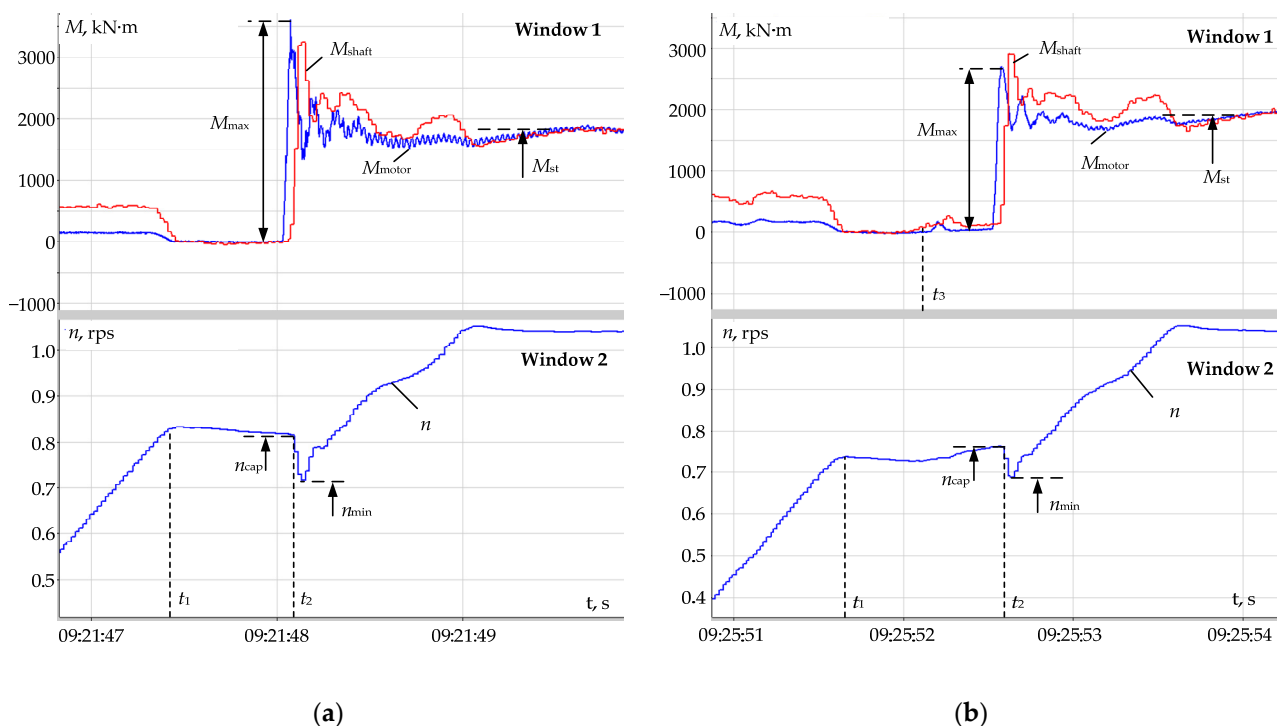 M, kN·m
Window 1
3000
2000
1000
0
−1000
Mmax
Mshaft
Mmotor
Mst
n, rps
Window 2
1.0
0.9
0.8
0.7
0.6
0.5
ncap
nmin
n
t1
t2
t, s
09:21:47
09:21:48
09:21:49
(a)
M, kN·m
Window 1
3000
2000
1000
0
−1000
Mmax
Mshaft
Mmotor
Mst
t3
n, rps
Window 2
1.0
0.9
0.8
0.7
0.6
0.5
0.4
ncap
nmin
n
t1
t2
t, s
09:25:51
09:25:52
09:25:53
09:25:54
(b)